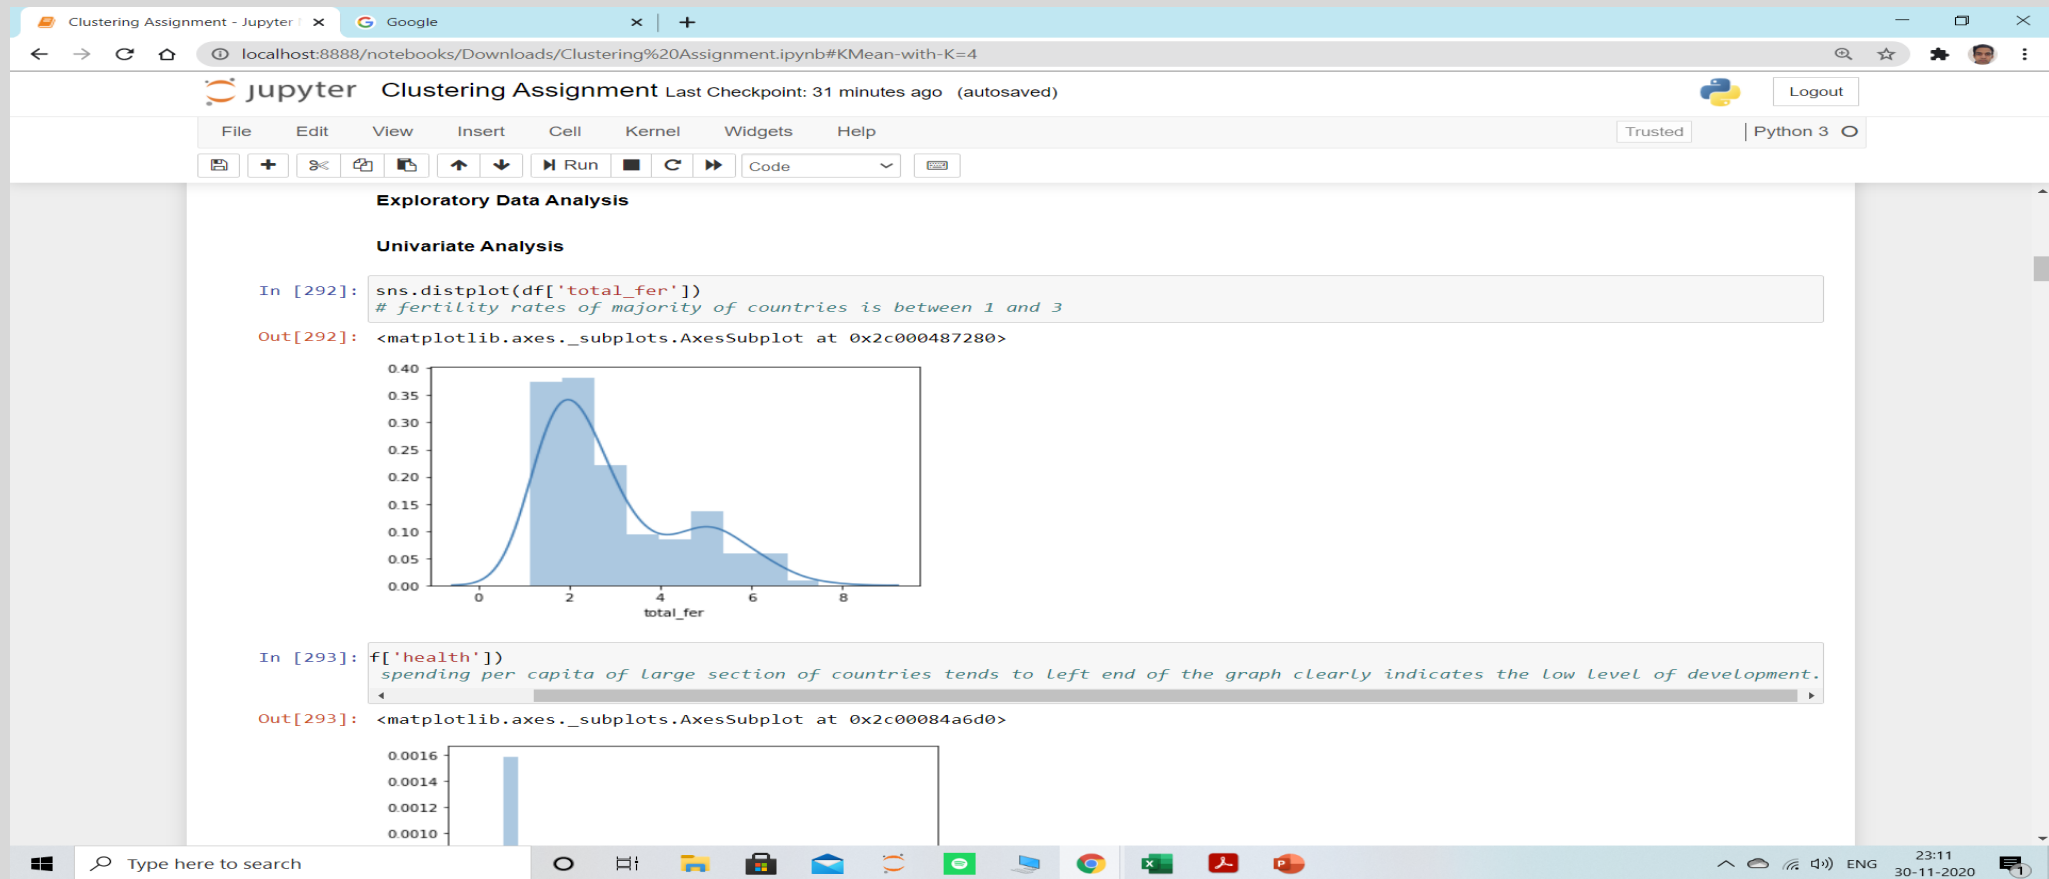 Clustering Assignment - Jupyter
Google
localhost:8888/notebooks/Downloads/Clustering%20Assignment.ipynb#KMean-with-K=4
jupyter Clustering Assignment Last Checkpoint: 31 minutes ago (autosaved)
Logout
File Edit View Insert Cell Kernel Widgets Help
Trusted
Python 3
Run
Code
Exploratory Data Analysis
Univariate Analysis
In [292]: sns.distplot(df['total_fer'])
# fertility rates of majority of countries is between 1 and 3
Out[292]: <matplotlib.axes._subplots.AxesSubplot at 0x2c000487280>
0.40
0.35
0.30
0.25
0.20
0.15
0.10
0.05
0.00
0 2 4 6 8
total_fer
In [293]: f['health'])
spending per capita of large section of countries tends to left end of the graph clearly indicates the low level of development.
Out[293]: <matplotlib.axes._subplots.AxesSubplot at 0x2c00084a6d0>
0.0016
0.0014
0.0012
0.0010
Type here to search
ENG
23:11
30-11-2020
1